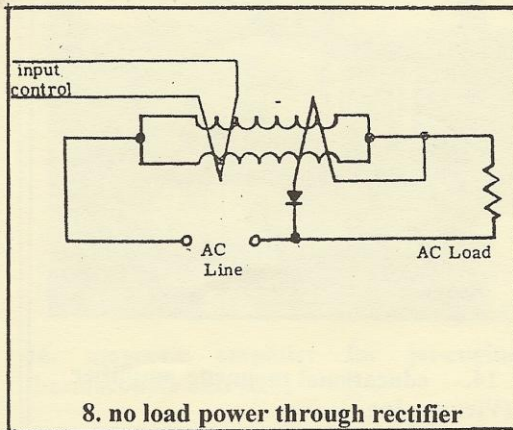 input
control
AC
Line
AC Load
8. no load power through rectifier